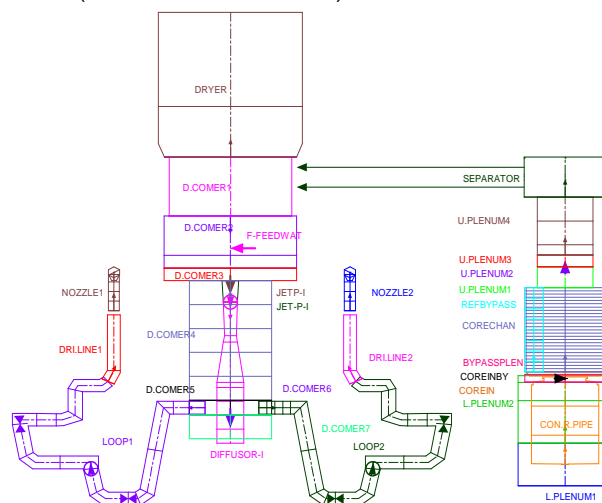 DRYER
SEPARATOR
D.COMER1
U.PLENUM4
D.COMER2
F-FEEDWAT
U.PLENUM3
D.COMER3
U.PLENUM2
NOZZLE1
JETP-I
NOZZLE2
U.PLENUM1
JET-P-I
REFBYPASS
D.COMER4
CORECHAN
DRI.LINE1
DRI.LINE2
BYPASSPLEN
COREINBY
D.COMER5
D.COMER6
COREIN
L.PLENUM2
CON.R.PIPE
D.COMER7
LOOP1
LOOP2
DIFFUSOR-I
L.PLENUM1